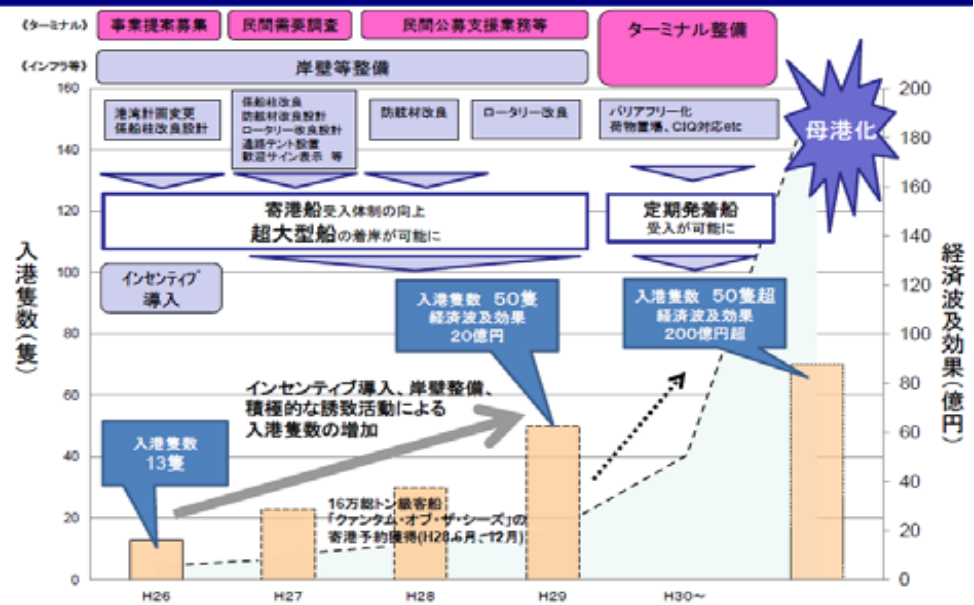 《ターミナル》
事業提案募集
民間需要調査
民間公募支援業務等
ターミナル整備
《インフラ等》
岸壁等整備
港湾計画変更
係船柱改良設計
係船柱改良
防舷材改良設計
ロータリー改良設計
通路テント設置
歓迎サイン表示 等
防舷材改良
ロータリー改良
バリアフリー化
荷物置場、CIQ対応etc
母港化
寄港船受入体制の向上
超大型船の着岸が可能に
定期発着船
受入が可能に
インセンティブ
導入
入港隻数 50隻
経済波及効果
20億円
入港隻数 50隻超
経済波及効果
200億円超
インセンティブ導入、岸壁整備、
積極的な誘致活動による
入港隻数の増加
入港隻数
13隻
16万総トン級客船
「クァンタム・オブ・ザ・シーズ」の
寄港予約獲得(H28.6月、12月)
入港隻数(隻)
160
140
120
100
80
60
40
20
0
経済波及効果(億円)
200
180
160
140
120
100
80
60
40
20
0
H26
H27
H28
H29
H30～